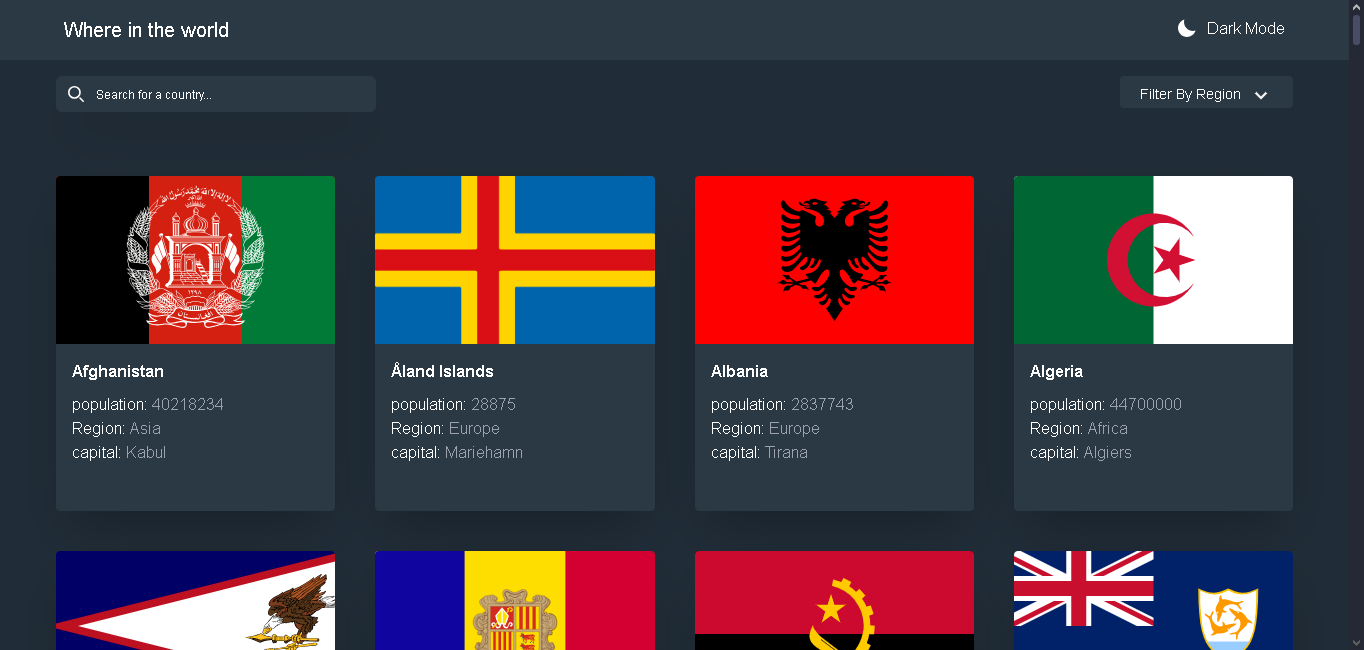 Where in the world
Dark Mode
Search for a country...
Filter By Region
Afghanistan
population: 40218234
Region: Asia
capital: Kabul
Åland Islands
population: 28875
Region: Europe
capital: Mariehamn
Albania
population: 2837743
Region: Europe
capital: Tirana
Algeria
population: 44700000
Region: Africa
capital: Algiers